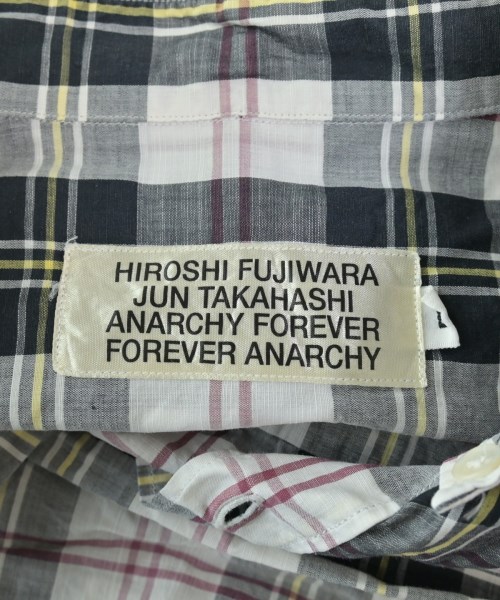 HIROSHI FUJIWARA
JUN TAKAHASHI
ANARCHY FOREVER
FOREVER ANARCHY